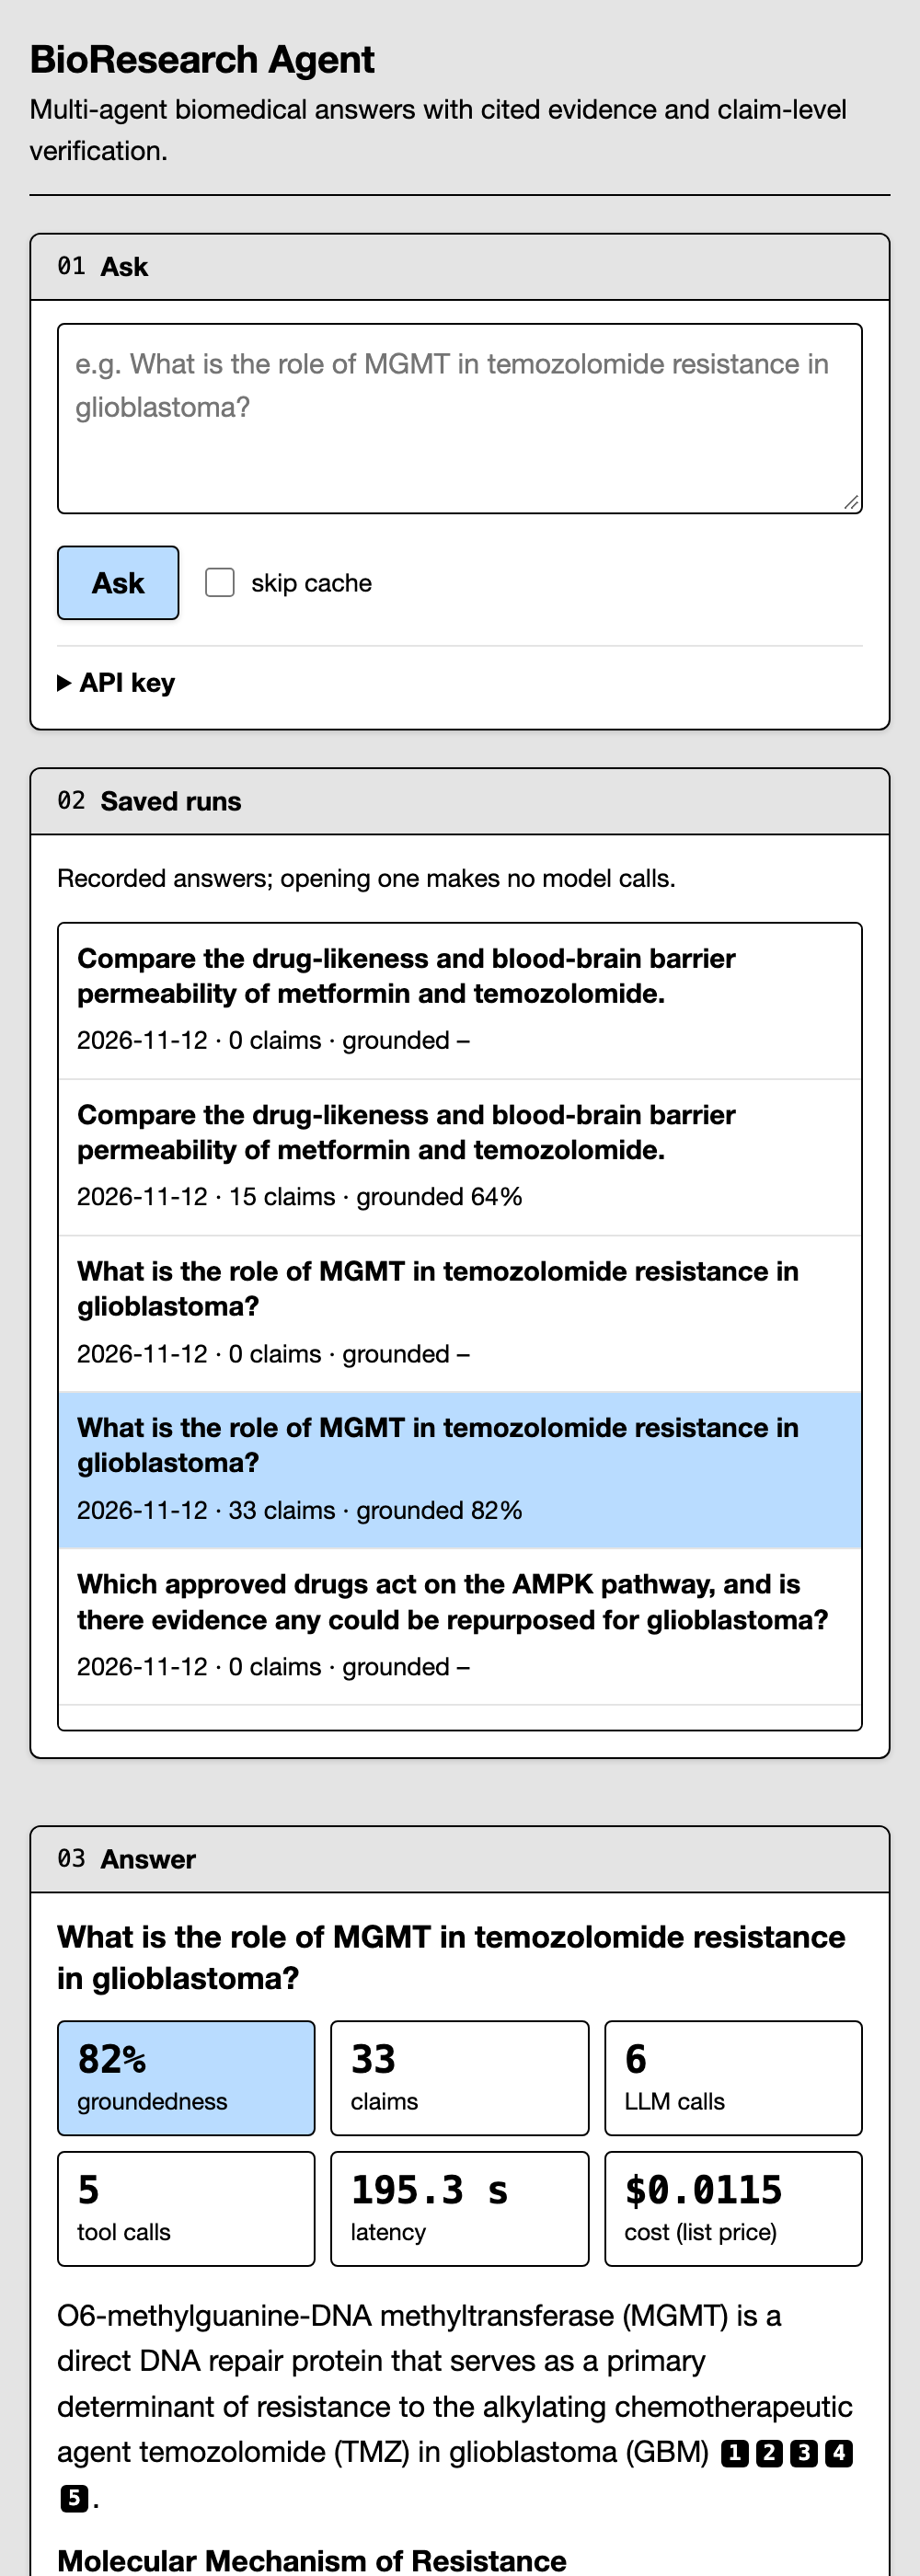 BioResearch Agent
Multi-agent biomedical answers with cited evidence and claim-level
verification.
01 Ask
e.g. What is the role of MGMT in temozolomide resistance in
glioblastoma?
Ask
skip cache
▶ API key
02 Saved runs
Recorded answers; opening one makes no model calls.
Compare the drug-likeness and blood-brain barrier
permeability of metformin and temozolomide.
2026-11-12 · 0 claims · grounded –
Compare the drug-likeness and blood-brain barrier
permeability of metformin and temozolomide.
2026-11-12 · 15 claims · grounded 64%
What is the role of MGMT in temozolomide resistance in
glioblastoma?
2026-11-12 · 0 claims · grounded –
What is the role of MGMT in temozolomide resistance in
glioblastoma?
2026-11-12 · 33 claims · grounded 82%
Which approved drugs act on the AMPK pathway, and is
there evidence any could be repurposed for glioblastoma?
2026-11-12 · 0 claims · grounded –
03 Answer
What is the role of MGMT in temozolomide resistance
in glioblastoma?
82%
groundedness
33
claims
6
LLM calls
5
tool calls
195.3 s
latency
$0.0115
cost (list price)
O6-methylguanine-DNA methyltransferase (MGMT) is a
direct DNA repair protein that serves as a primary
determinant of resistance to the alkylating chemotherapeutic
agent temozolomide (TMZ) in glioblastoma (GBM) 1 2 3 4
5.
Molecular Mechanism of Resistance